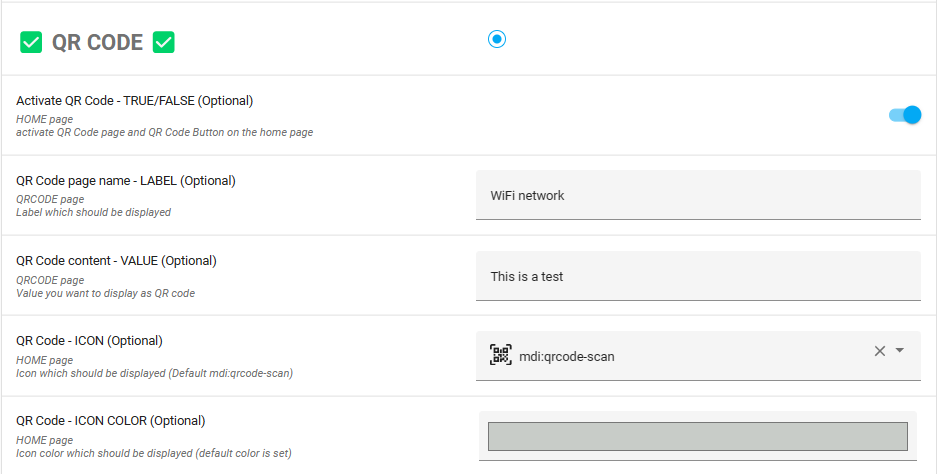 ✅ QR CODE ✅
Activate QR Code - TRUE/FALSE (Optional)
HOME page
activate QR Code page and QR Code Button on the home page
QR Code page name - LABEL (Optional)
QRCODE page
Label which should be displayed
WiFi network
QR Code content - VALUE (Optional)
QRCODE page
Value you want to display as QR code
This is a test
QR Code - ICON (Optional)
HOME page
Icon which should be displayed (Default mdi:qrcode-scan)
mdi:qrcode-scan
QR Code - ICON COLOR (Optional)
HOME page
Icon color which should be displayed (default color is set)